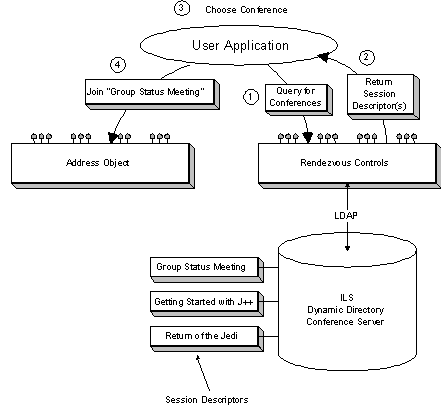 3 Choose Conference
User Application
4
2
Join "Group Status Meeting"
1
Query for
Conferences
Return
Session
Descriptor(s)
Address Object
Rendezvous Controls
LDAP
Group Status Meeting
Getting Started with J++
Return of the Jedi
ILS
Dynamic Directory
Conference Server
Session Descriptors